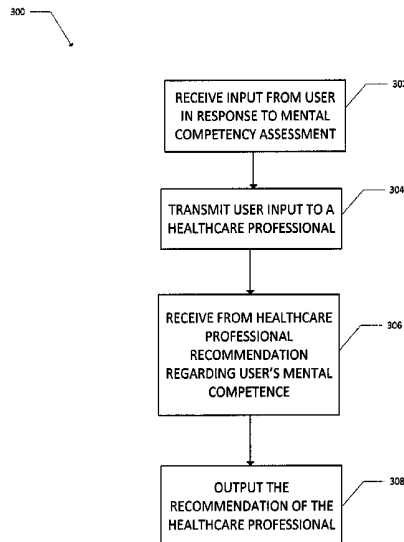 300
302
RECEIVE INPUT FROM USER
IN RESPONSE TO MENTAL
COMPETENCY ASSESSMENT
304
TRANSMIT USER INPUT TO A
HEALTHCARE PROFESSIONAL
RECEIVE FROM HEALTHCARE
PROFESSIONAL
RECOMMENDATION
REGARDING USER'S MENTAL
COMPETENCE
306
OUTPUT THE
RECOMMENDATION OF THE
HEALTHCARE PROFESSIONAL
308